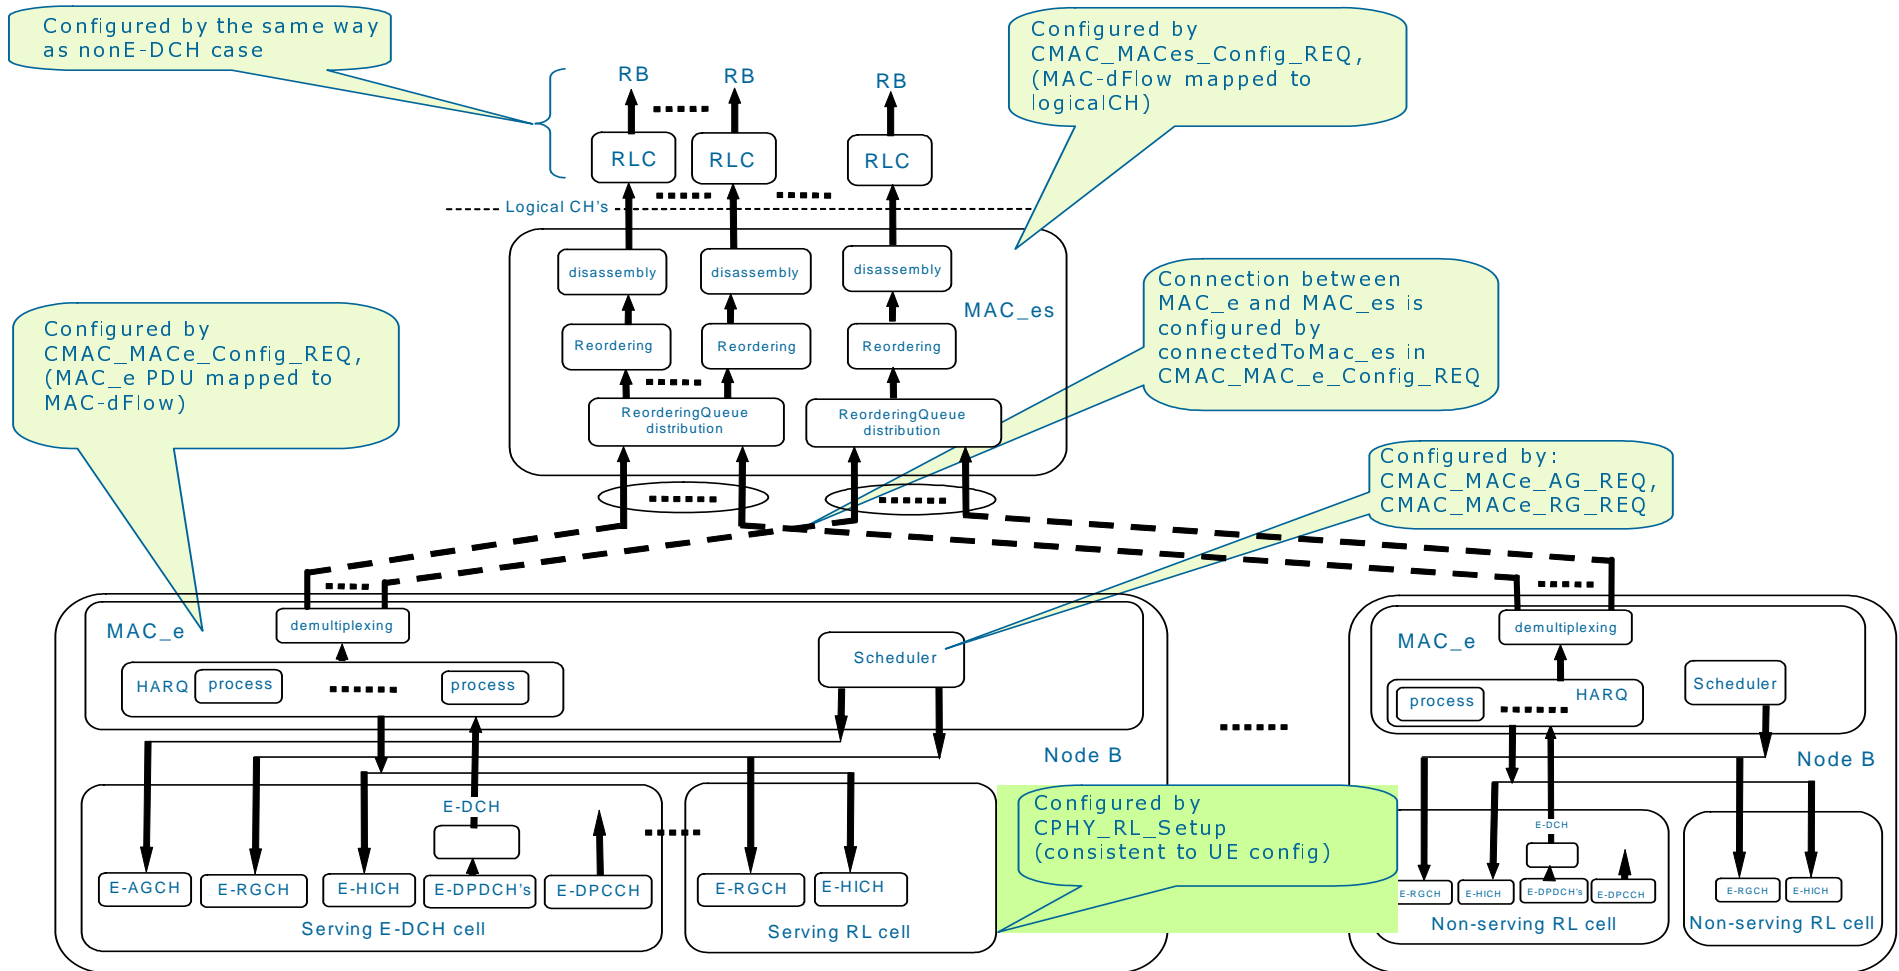 Configured by the same way
as nonE-DCH case
Configured by
CMAC_MACes_Config_REQ,
(MAC-dFlow mapped to
logicalCH)
RB
RB
RB
RLC
RLC
RLC
Logical CH's
disassembly
disassembly
disassembly
MAC_es
Reordering
Reordering
Reordering
ReorderingQueue
distribution
ReorderingQueue
distribution
Connection between
MAC_e and MAC_es is
configured by
connectedToMac_es in
CMAC_MAC_e_Config_REQ
Configured by
CMAC_MACe_Config_REQ,
(MAC_e PDU mapped to
MAC-dFlow)
Configured by:
CMAC_MACe_AG_REQ,
CMAC_MACe_RG_REQ
MAC_e
demultiplexing
Scheduler
HARQ
process
process
Node B
E-DCH
E-AGCH
E-RGCH
E-HICH
E-DPDCH's
E-DPCCH
Serving E-DCH cell
E-RGCH
E-HICH
Serving RL cell
Configured by
CPHY_RL_Setup
(consistent to UE config)
MAC_e
demultiplexing
process
HARQ
Scheduler
Node B
E-DCH
E-RGCH
E-HICH
E-DPDCH's
E-DPCCH
Non-serving RL cell
E-RGCH
E-HICH
Non-serving RL cell